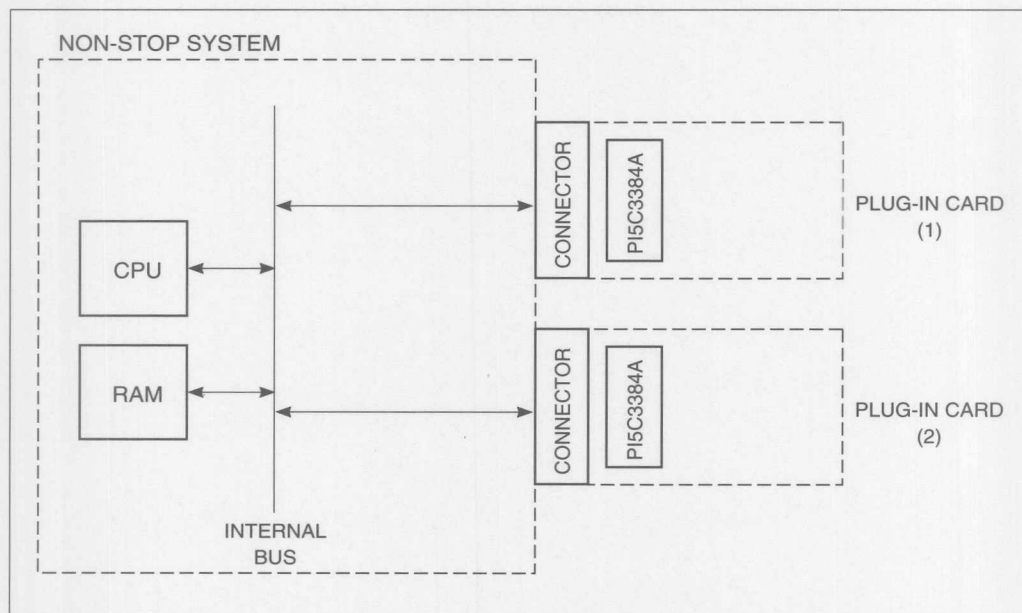 NON-STOP SYSTEM
CONNECTOR
PI5C3384A
PLUG-IN CARD
(1)
CPU
RAM
CONNECTOR
PI5C3384A
PLUG-IN CARD
(2)
INTERNAL
BUS